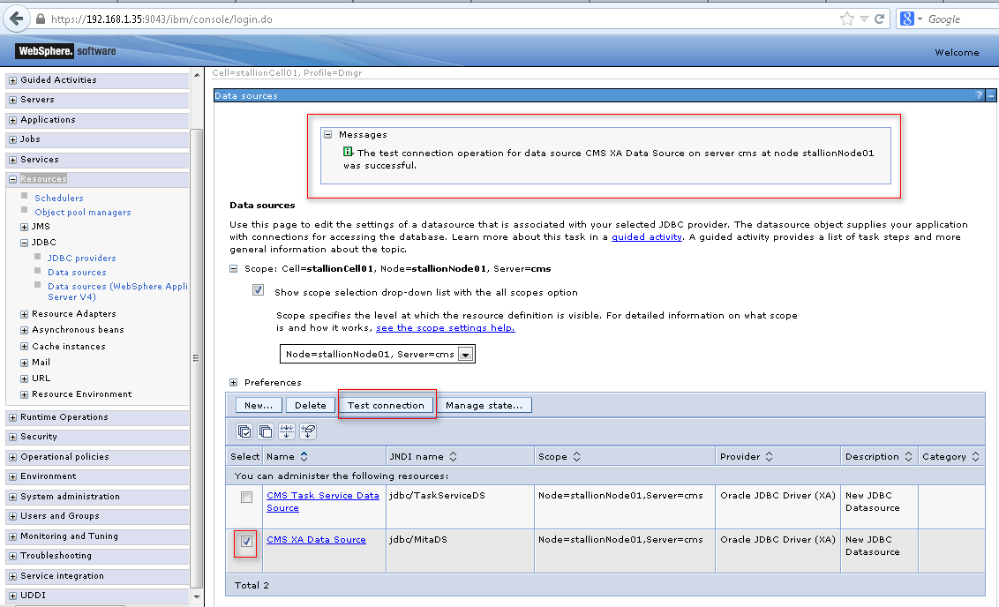 https://192.168.1.35:9043/ibm/console/login.do
Google
WebSphere. software
Welcome
Cell=stallionCell01, Profile=Dmgr
Guided Activities
Servers
Applications
Jobs
Services
Resources
Schedulers
Object pool managers
JMS
JDBC
JDBC providers
Data sources
Data sources (WebSphere Appli
Server V4)
Resource Adapters
Asynchronous beans
Cache instances
Mail
URL
Resource Environment
Runtime Operations
Security
Operational policies
Environment
System administration
Users and Groups
Monitoring and Tuning
Troubleshooting
Service integration
UDDI
Data sources
?
Messages
The test connection operation for data source CMS XA Data Source on server cms at node stallionNode01
was successful.
Data sources
Use this page to edit the settings of a datasource that is associated with your selected JDBC provider. The datasource object supplies your application
with connections for accessing the database. Learn more about this task in a guided activity. A guided activity provides a list of task steps and more
general information about the topic.
Scope: Cell=stallionCell01, Node=stallionNode01, Server=cms
Show scope selection drop-down list with the all scopes option
Scope specifies the level at which the resource definition is visible. For detailed information on what scope
is and how it works, see the scope settings help.
Node=stallionNode01, Server=cms
Preferences
New... Delete Test connection Manage state...
Select Name JNDI name Scope Provider Description Category
You can administer the following resources:
CMS Task Service Data jdbc/TaskServiceDS Node=stallionNode01,Server=cms Oracle JDBC Driver (XA) New JDBC
Source Datasource
CMS XA Data Source jdbc/MitaDS Node=stallionNode01,Server=cms Oracle JDBC Driver (XA) New JDBC
Datasource
Total 2